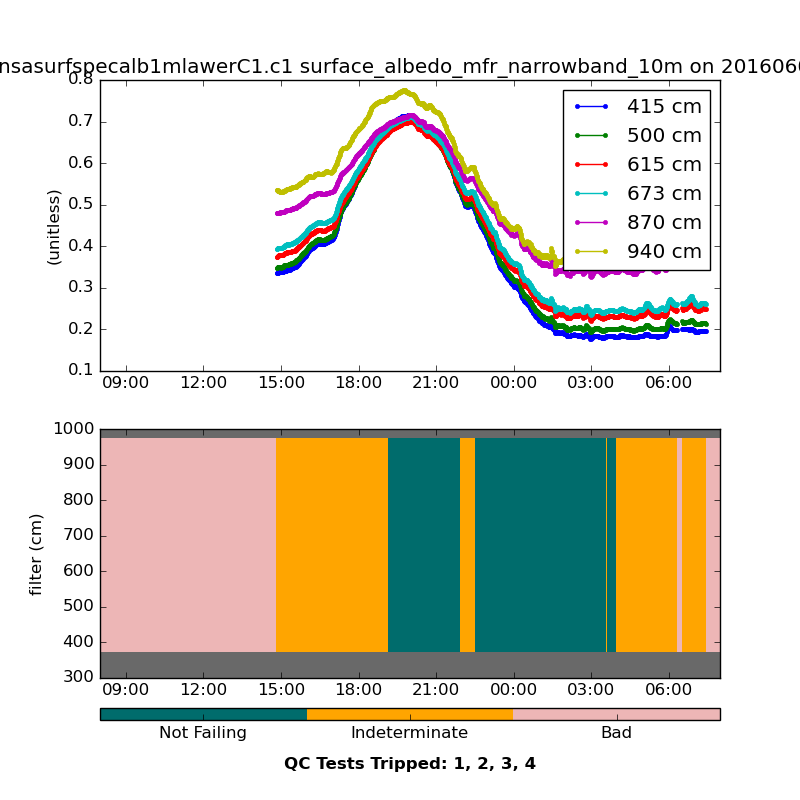 nsasurfspecalb1mlawerC1.c1 surface_albedo_mfr_narrowband_10m on 2016060
0.8
0.7
0.6
0.5
0.4
0.3
0.2
0.1
(unitless)
415 cm
500 cm
615 cm
673 cm
870 cm
940 cm
09:00 12:00 15:00 18:00 21:00 00:00 03:00 06:00
1000
900
800
700
600
500
400
300
filter (cm)
09:00 12:00 15:00 18:00 21:00 00:00 03:00 06:00
Not Failing Indeterminate Bad
QC Tests Tripped: 1, 2, 3, 4